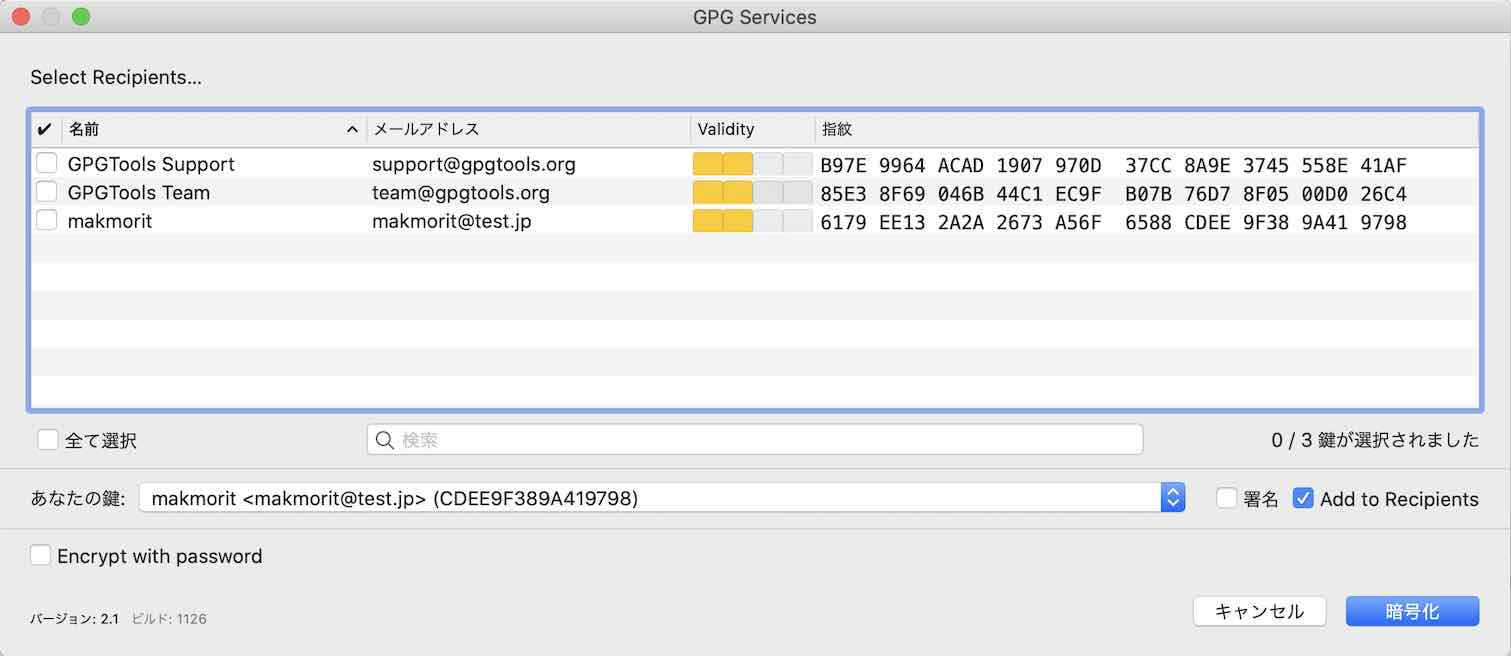 GPG Services
Select Recipients...
✔ 名前 メールアドレス Validity 指紋
GPGTools Support support@gpgtools.org B97E 9964 ACAD 1907 970D 37CC 8A9E 3745 558E 41AF
GPGTools Team team@gpgtools.org 85E3 8F69 046B 44C1 EC9F B07B 76D7 8F05 00D0 26C4
makmorit makmorit@test.jp 6179 EE13 2A2A 2673 A56F 6588 CDEE 9F38 9A41 9798
全て選択 検索 0 / 3 鍵が選択されました
あなたの鍵: makmorit <makmorit@test.jp> (CDEE9F389A419798) 署名 Add to Recipients
Encrypt with password
バージョン: 2.1 ビルド: 1126 キャンセル 暗号化